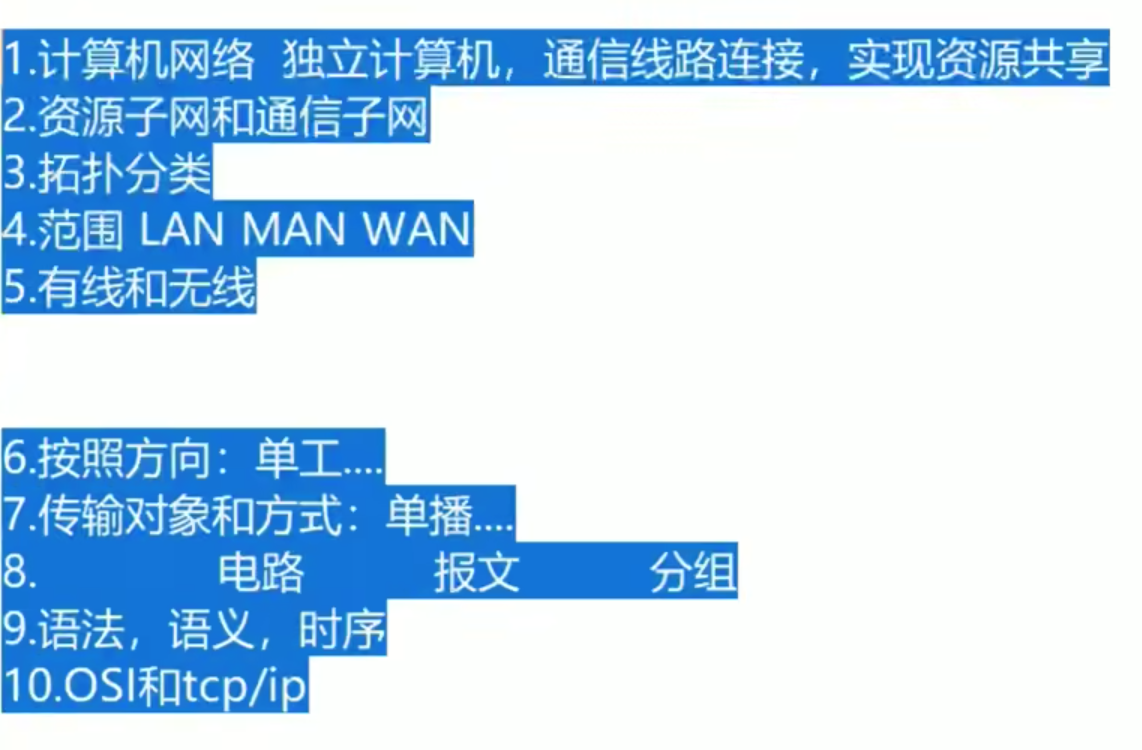 1.计算机网络  独立计算机，通信线路连接，实现资源共享
2.资源子网和通信子网
3.拓扑分类
4.范围 LAN MAN WAN
5.有线和无线
6.按照方向：单工....
7.传输对象和方式：单播....
8.            电路            报文            分组
9.语法，语义，时序
10.OSI和tcp/ip